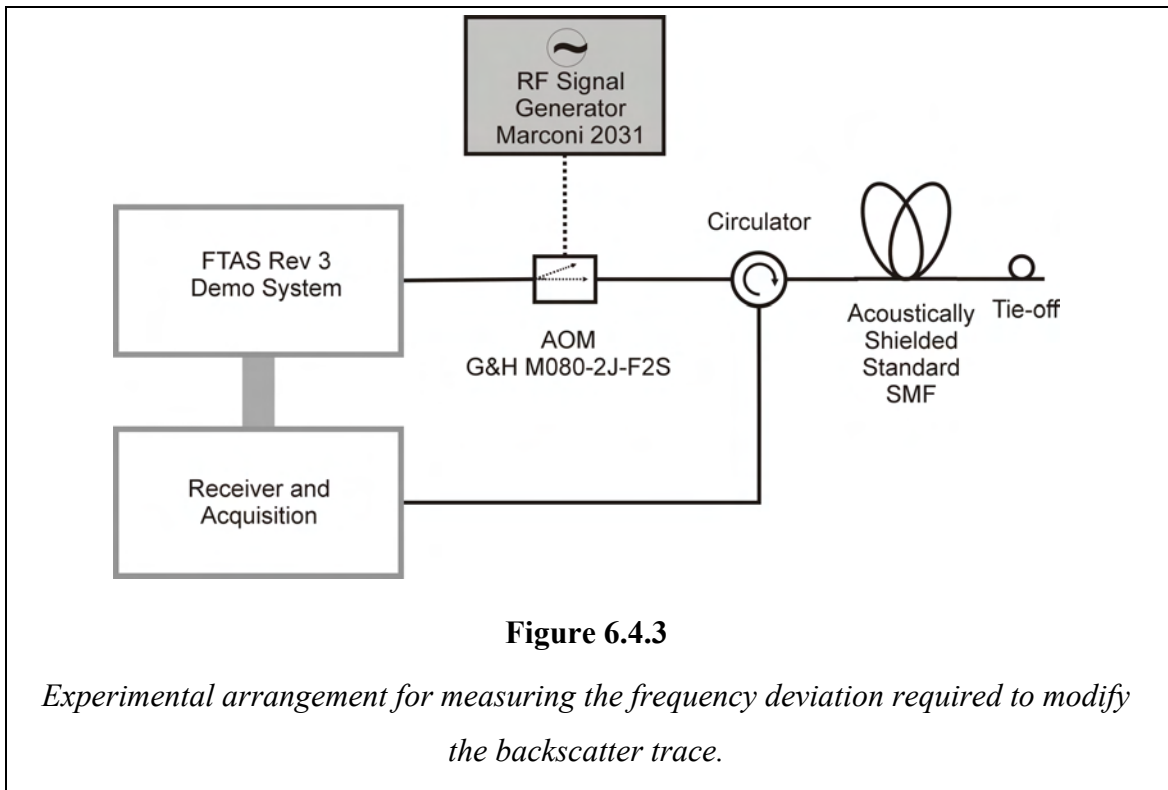 RF Signal
Generator
Marconi 2031
FTAS Rev 3
Demo System
Circulator
AOM
G&H M080-2J-F2S
Acoustically
Shielded
Standard
SMF
Tie-off
Receiver and
Acquisition
Figure 6.4.3
Experimental arrangement for measuring the frequency deviation required to modify
the backscatter trace.